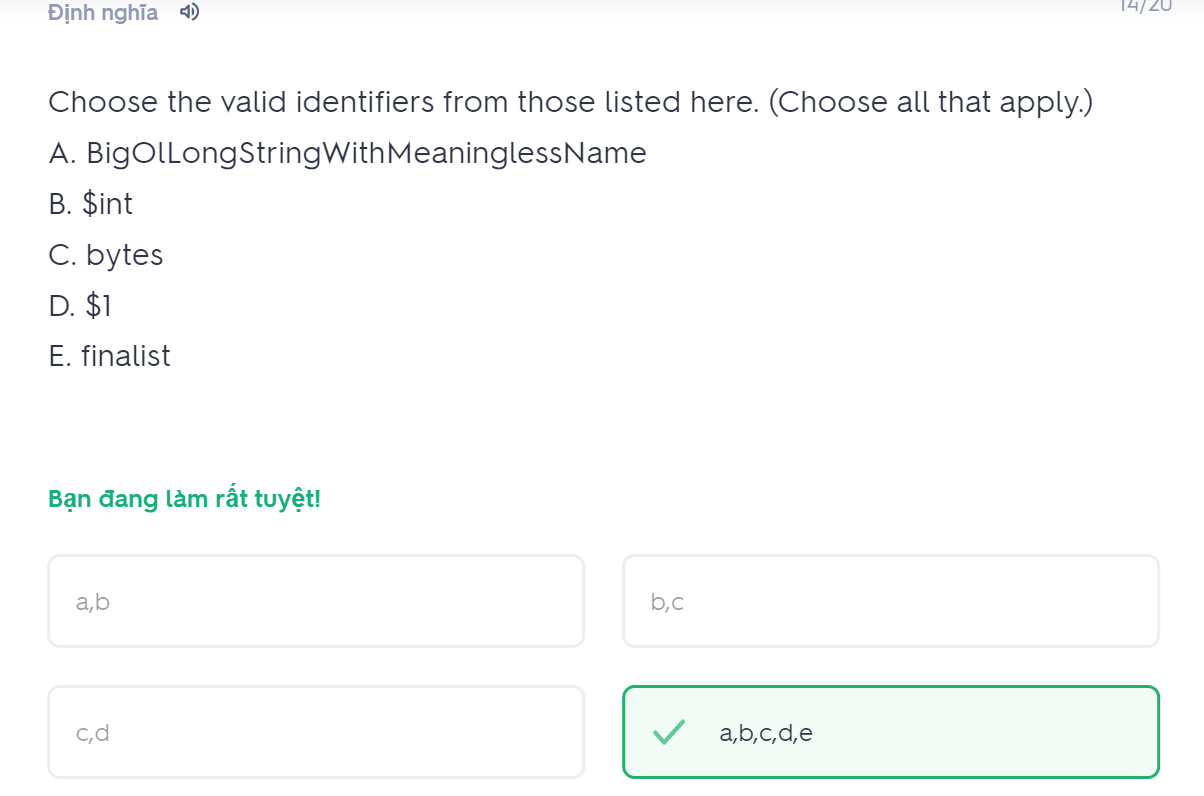 Định nghĩa
14/20
Choose the valid identifiers from those listed here. (Choose all that apply.)
A. BigOlLongStringWithMeaninglessName
B. $int
C. bytes
D. $1
E. finalist
Bạn đang làm rất tuyệt!
a,b
b,c
c,d
a,b,c,d,e